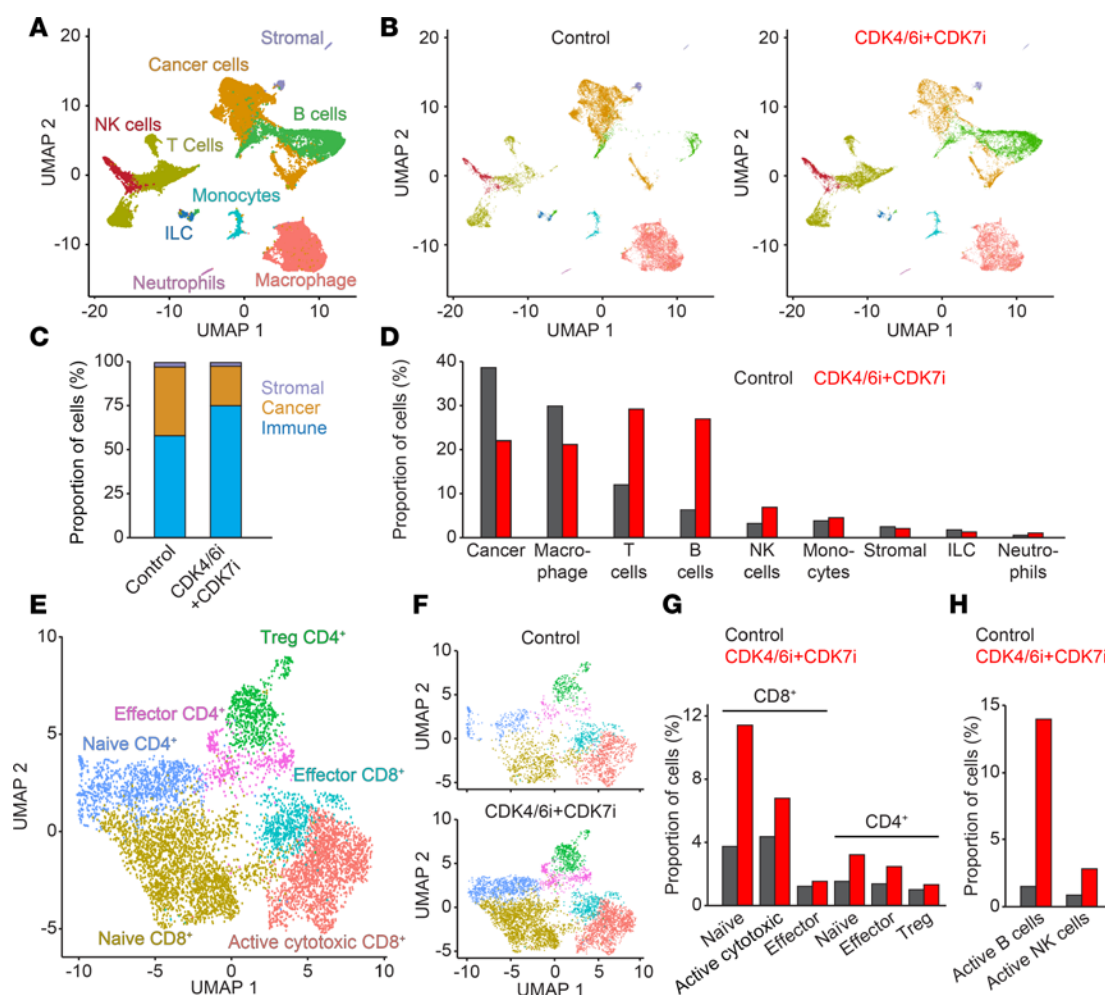 A
20
10
0
-10
UMAP 2
Stromal
Cancer cells
B cells
NK cells
T Cells
Monocytes
ILC
Neutrophils
Macrophage
-20
-10
0
10
UMAP 1
B
Control
20
10
0
-10
UMAP 2
-20
-10
0
10
UMAP 1
CDK4/6i+CDK7i
20
10
0
-10
UMAP 2
-20
-10
0
10
UMAP 1
C
100
75
50
25
0
Proportion of cells (%)
Stromal
Cancer
Immune
Control
CDK4/6i
+CDK7i
D
40
30
20
10
0
Proportion of cells (%)
Control CDK4/6i+CDK7i
Cancer
Macro-
phage
T
cells
B
cells
NK
cells
Mono-
cytes
Stromal
ILC
Neutro-
phils
E
10
5
0
-5
UMAP 2
Treg CD4+
Effector CD4+
Naive CD4+
Effector CD8+
Naive CD8+
Active cytotoxic CD8+
-10
-5
0
5
10
UMAP 1
F
Control
10
5
0
-5
UMAP 2
CDK4/6i+CDK7i
10
5
0
-5
UMAP 2
-10
-5
0
5
10
UMAP 1
G
Control
CDK4/6i+CDK7i
CD8+
CD4+
12
8
4
0
Proportion of cells (%)
Naïve
Active cytotoxic
Effector
Naïve
Effector
Treg
H
Control
CDK4/6i+CDK7i
15
10
5
0
Proportion of cells (%)
Active B cells
Active NK cells